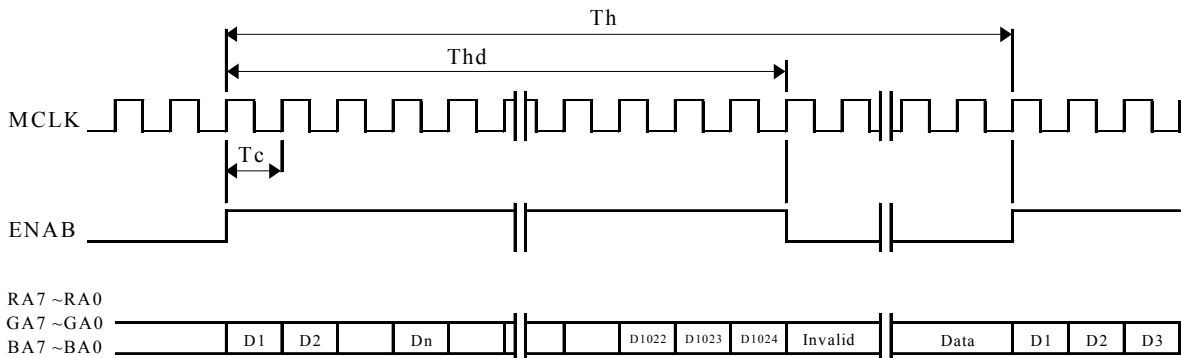 Th
Thd
MCLK
Tc
ENAB
RA7 ~RA0
GA7 ~GA0
BA7 ~BA0
D1 D2 Dn D1022 D1023 D1024 Invalid Data D1 D2 D3